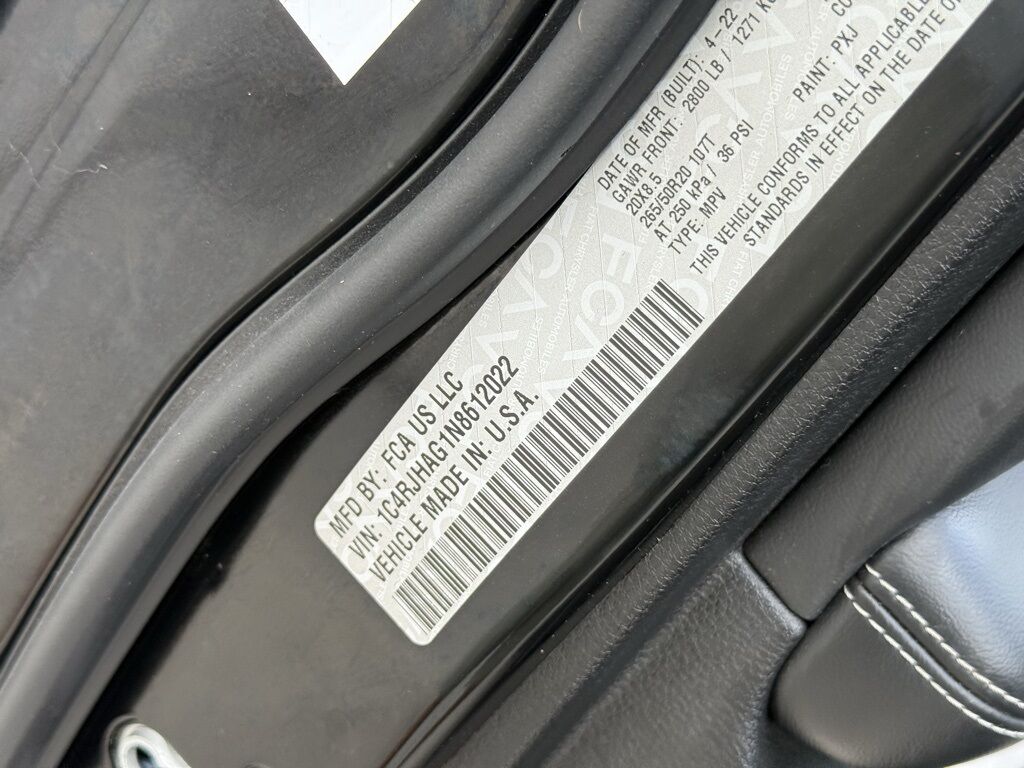 MFD BY: FCA US LLC
VIN: 1C4RJHAG1N8612022
VEHICLE MADE IN: U.S.A.
DATE OF MFR (BUILT): 4-22
GAWR FRONT: 2800 LB / 1271 KG
20X8.5
265/50R20 107T
AT 250 kPa / 36 PSI
TYPE: MPV PAINT: PXJ
THIS VEHICLE CONFORMS TO ALL APPLICABLE
STANDARDS IN EFFECT ON THE DATE OF